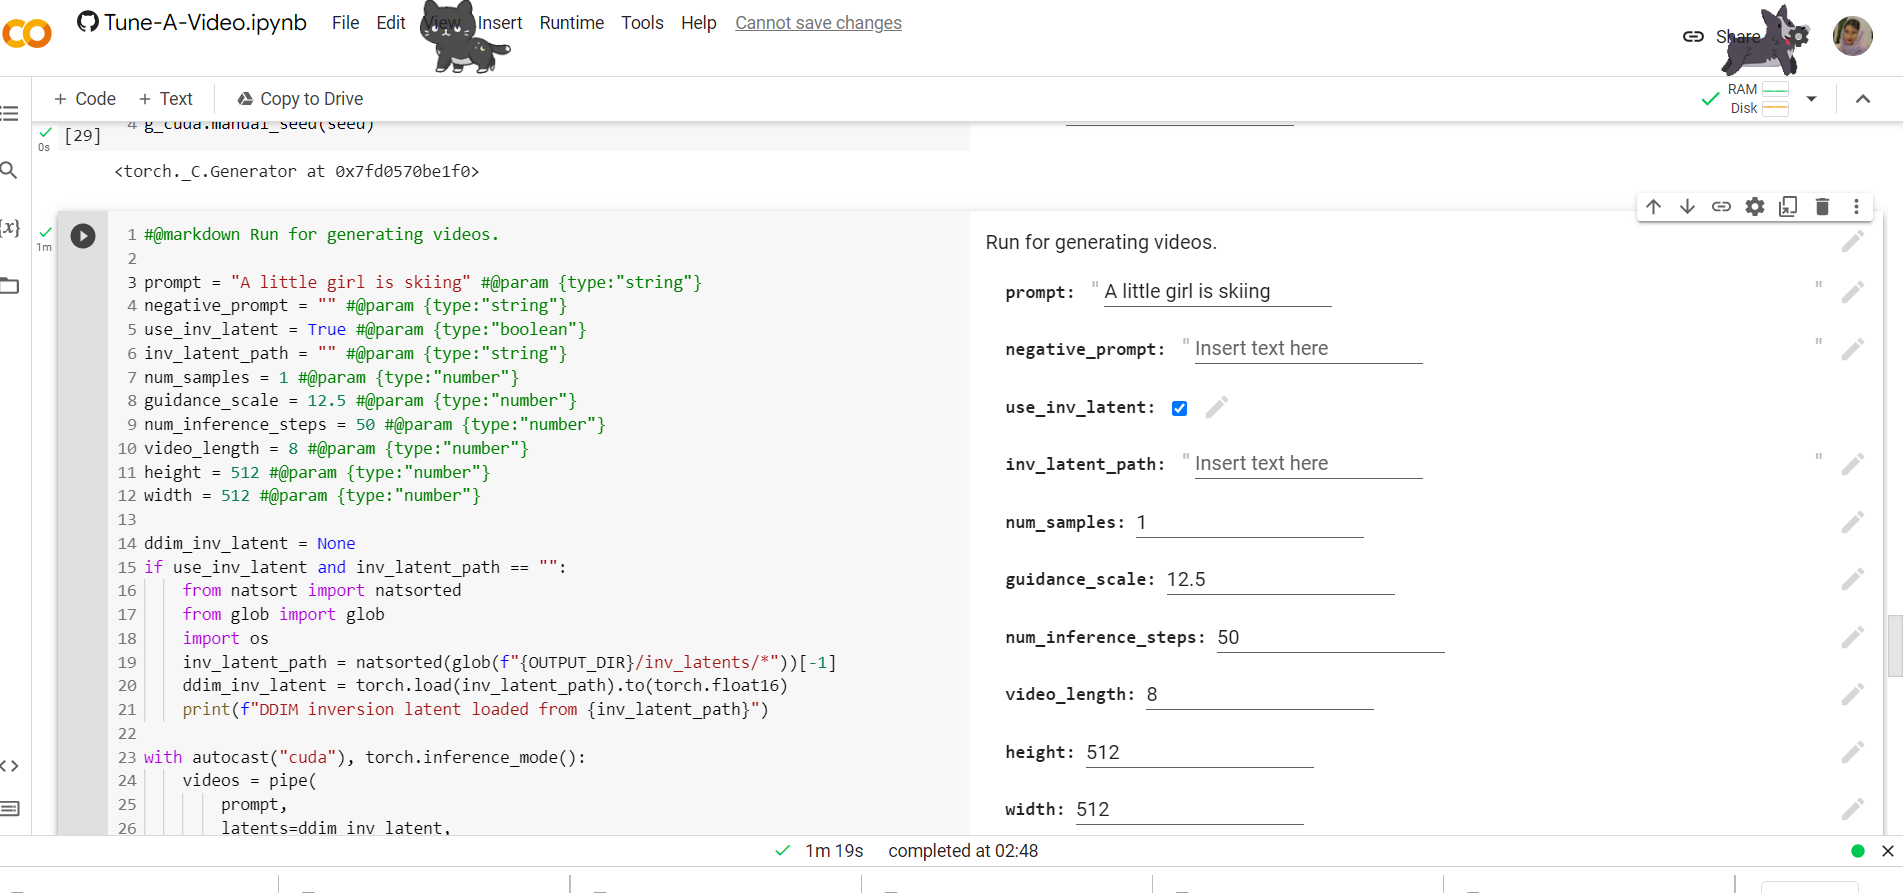 Tune-A-Video.ipynb
File Edit View Insert Runtime Tools Help Cannot save changes
Share
+ Code + Text Copy to Drive
RAM
Disk
[29]
0s
4 g_cuda.manual_seed(seed)
<torch._C.Generator at 0x7fd0570be1f0>
{x}
1m
1 #@markdown Run for generating videos.
2
3 prompt = "A little girl is skiing" #@param {type:"string"}
4 negative_prompt = "" #@param {type:"string"}
5 use_inv_latent = True #@param {type:"boolean"}
6 inv_latent_path = "" #@param {type:"string"}
7 num_samples = 1 #@param {type:"number"}
8 guidance_scale = 12.5 #@param {type:"number"}
9 num_inference_steps = 50 #@param {type:"number"}
10 video_length = 8 #@param {type:"number"}
11 height = 512 #@param {type:"number"}
12 width = 512 #@param {type:"number"}
13
14 ddim_inv_latent = None
15 if use_inv_latent and inv_latent_path == "":
16 from natsort import natsorted
17 from glob import glob
18 import os
19 inv_latent_path = natsorted(glob(f"{OUTPUT_DIR}/inv_latents/*"))[-1]
20 ddim_inv_latent = torch.load(inv_latent_path).to(torch.float16)
21 print(f"DDIM inversion latent loaded from {inv_latent_path}")
22
23 with autocast("cuda"), torch.inference_mode():
24 videos = pipe(
25 prompt,
26 latents=ddim_inv_latent,
Run for generating videos.
prompt: "A little girl is skiing"
negative_prompt: "Insert text here"
use_inv_latent:
inv_latent_path: "Insert text here"
num_samples: 1
guidance_scale: 12.5
num_inference_steps: 50
video_length: 8
height: 512
width: 512
1m 19s completed at 02:48